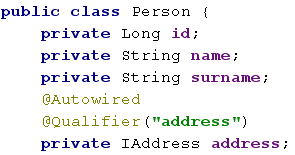 public class Person {
    private Long id;
    private String name;
    private String surname;
    @Autowired
    @Qualifier("address")
    private IAddress address;